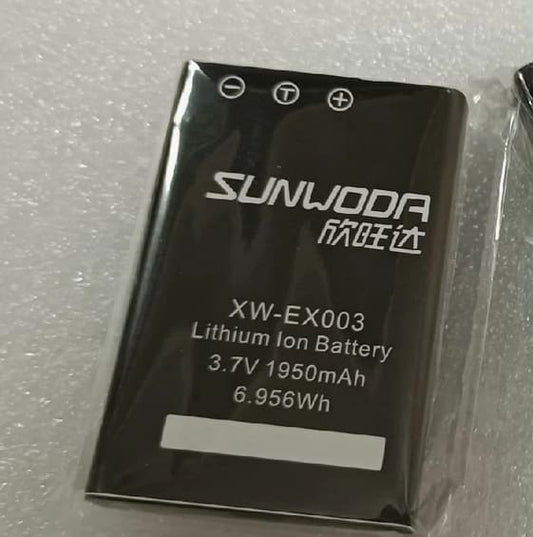 - T +
SUNWODA
欣旺达
XW-EX003
Lithium Ion Battery
3.7V 1950mAh
6.956Wh